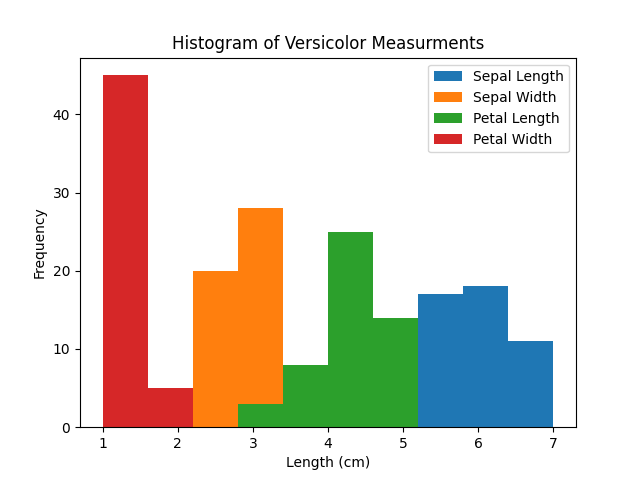 Histogram of Versicolor Measurments
Sepal Length
Sepal Width
Petal Length
Petal Width
40
30
20
10
0
Frequency
1 2 3 4 5 6 7
Length (cm)